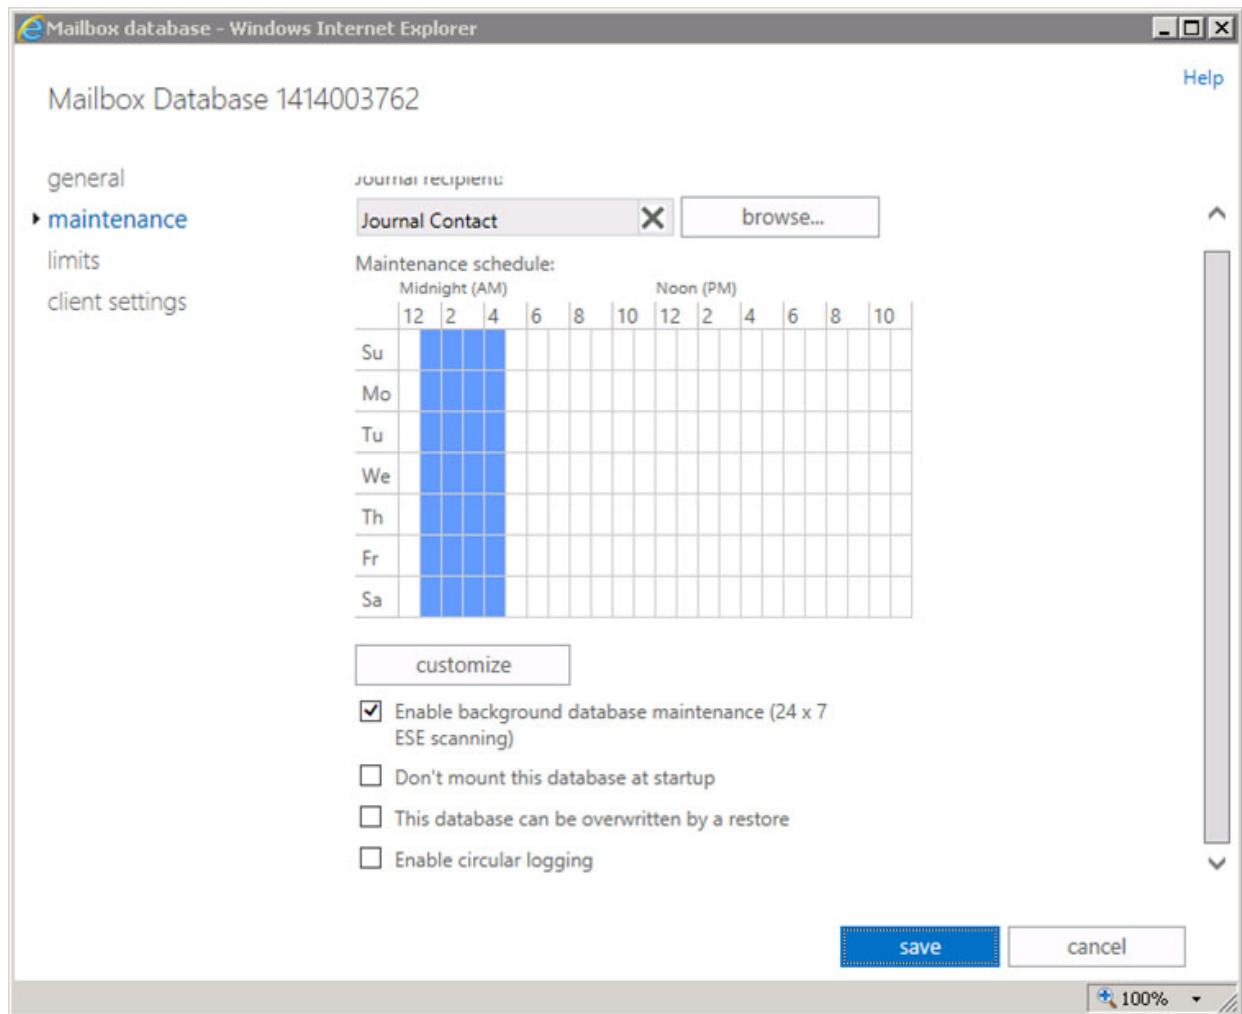 Mailbox database - Windows Internet Explorer
Help
Mailbox Database 1414003762
general
maintenance
limits
client settings
Journal recipient:
Journal Contact
browse...
Maintenance schedule:
Midnight (AM) Noon (PM)
12 2 4 6 8 10 12 2 4 6 8 10
Su
Mo
Tu
We
Th
Fr
Sa
customize
Enable background database maintenance (24 x 7
ESE scanning)
Don't mount this database at startup
This database can be overwritten by a restore
Enable circular logging
save
cancel
100%